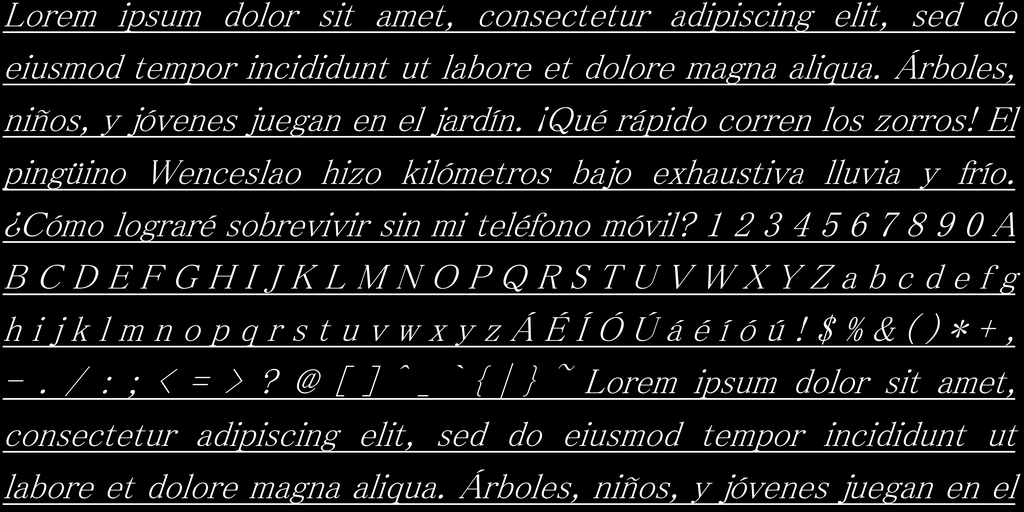 Lorem ipsum dolor sit amet, consectetur adipiscing elit, sed do
eiusmod tempor incididunt ut labore et dolore magna aliqua. Árboles,
niños, y jóvenes juegan en el jardín. ¡Qué rápido corren los zorros! El
pingüino Wenceslao hizo kilómetros bajo exhaustiva lluvia y frío.
¿Cómo lograré sobrevivir sin mi teléfono móvil? 1 2 3 4 5 6 7 8 9 0 A
B C D E F G H I J K L M N O P Q R S T U V W X Y Z a b c d e f g
h i j k l m n o p q r s t u v w x y z Á É Í Ó Ú á é í ó ú ! $ % & ( ) * + ,
- . / : ; < = > ? @ [ ] ^ _ ` { | } ~ Lorem ipsum dolor sit amet,
consectetur adipiscing elit, sed do eiusmod tempor incididunt ut
labore et dolore magna aliqua. Árboles, niños, y jóvenes juegan en el